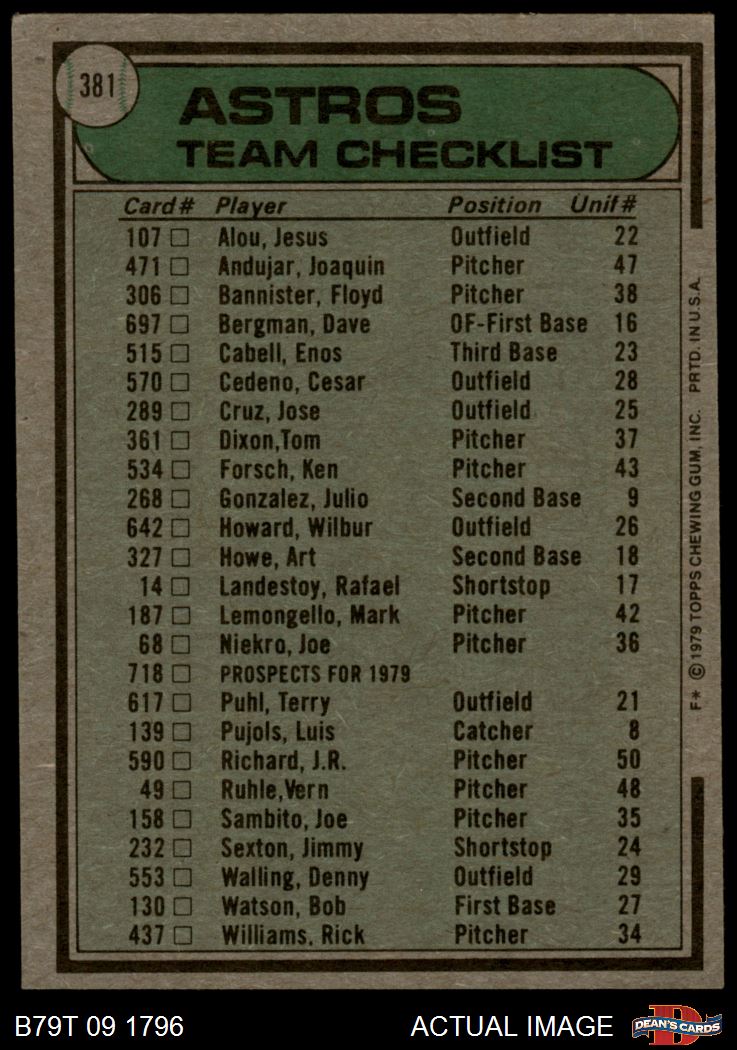 381
ASTROS
TEAM CHECKLIST
Card# Player Position Unif#
107 □ Alou, Jesus Outfield 22
471 □ Andujar, Joaquin Pitcher 47
306 □ Bannister, Floyd Pitcher 38
697 □ Bergman, Dave OF-First Base 16
515 □ Cabell, Enos Third Base 23
570 □ Cedeno, Cesar Outfield 28
289 □ Cruz, Jose Outfield 25
361 □ Dixon,Tom Pitcher 37
534 □ Forsch, Ken Pitcher 43
268 □ Gonzalez, Julio Second Base 9
642 □ Howard, Wilbur Outfield 26
327 □ Howe, Art Second Base 18
14 □ Landestoy, Rafael Shortstop 17
187 □ Lemongello, Mark Pitcher 42
68 □ Niekro, Joe Pitcher 36
718 □ PROSPECTS FOR 1979
617 □ Puhl, Terry Outfield 21
139 □ Pujols, Luis Catcher 8
590 □ Richard, J.R. Pitcher 50
49 □ Ruhle,Vern Pitcher 48
158 □ Sambito, Joe Pitcher 35
232 □ Sexton, Jimmy Shortstop 24
553 □ Walling, Denny Outfield 29
130 □ Watson, Bob First Base 27
437 □ Williams, Rick Pitcher 34
F* © 1979 TOPPS CHEWING GUM, INC. PRTD. IN U.S.A.
B79T 09 1796 ACTUAL IMAGE
DEAN'S CARDS